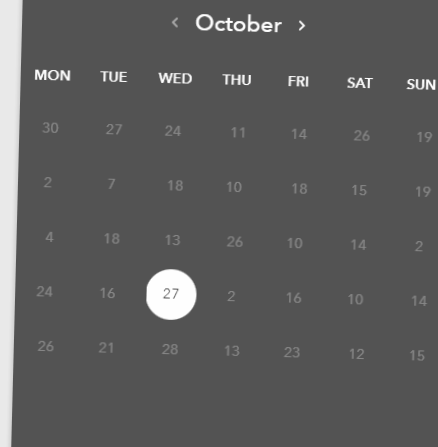 ‹ October ›
MON TUE WED THU FRI SAT SUN
30 27 24 11 14 26 19
2 7 18 10 18 15 19
4 18 13 26 10 14 2
24 16 27 2 16 10 14
26 21 28 13 23 12 15